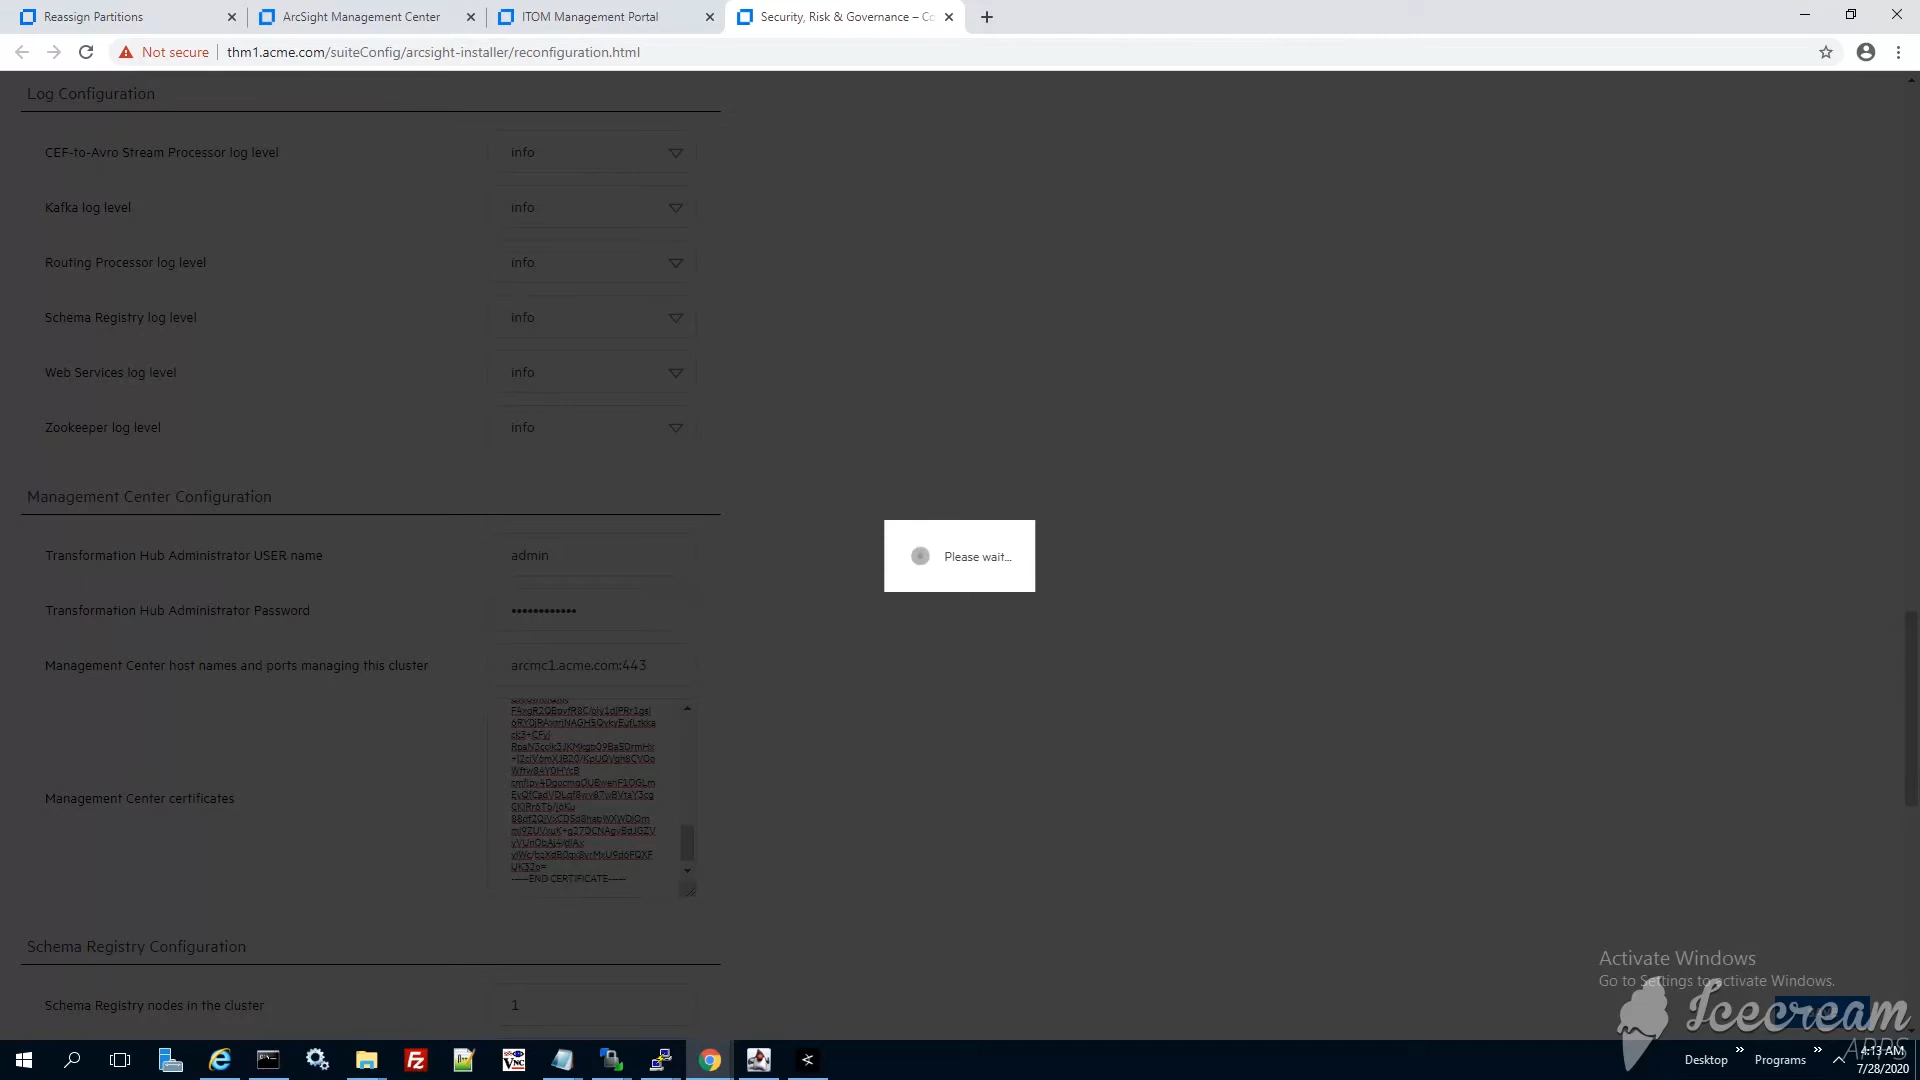 Reassign Partitions
ArcSight Management Center
ITOM Management Portal
Security, Risk & Governance – Co
Not secure
thm1.acme.com/suiteConfig/arcsight-installer/reconfiguration.html
Log Configuration
CEF-to-Avro Stream Processor log level
info
Kafka log level
info
Routing Processor log level
info
Schema Registry log level
info
Web Services log level
info
Zookeeper log level
info
Management Center Configuration
Transformation Hub Administrator USER name
admin
Transformation Hub Administrator Password
Management Center host names and ports managing this cluster
arcmc1.acme.com:443
Management Center certificates
-----END CERTIFICATE-----
Please wait...
Schema Registry Configuration
Schema Registry nodes in the cluster
1
Activate Windows
Go to Settings to activate Windows.
Icecream
APPS
Desktop
Programs
4:13 AM
7/28/2020